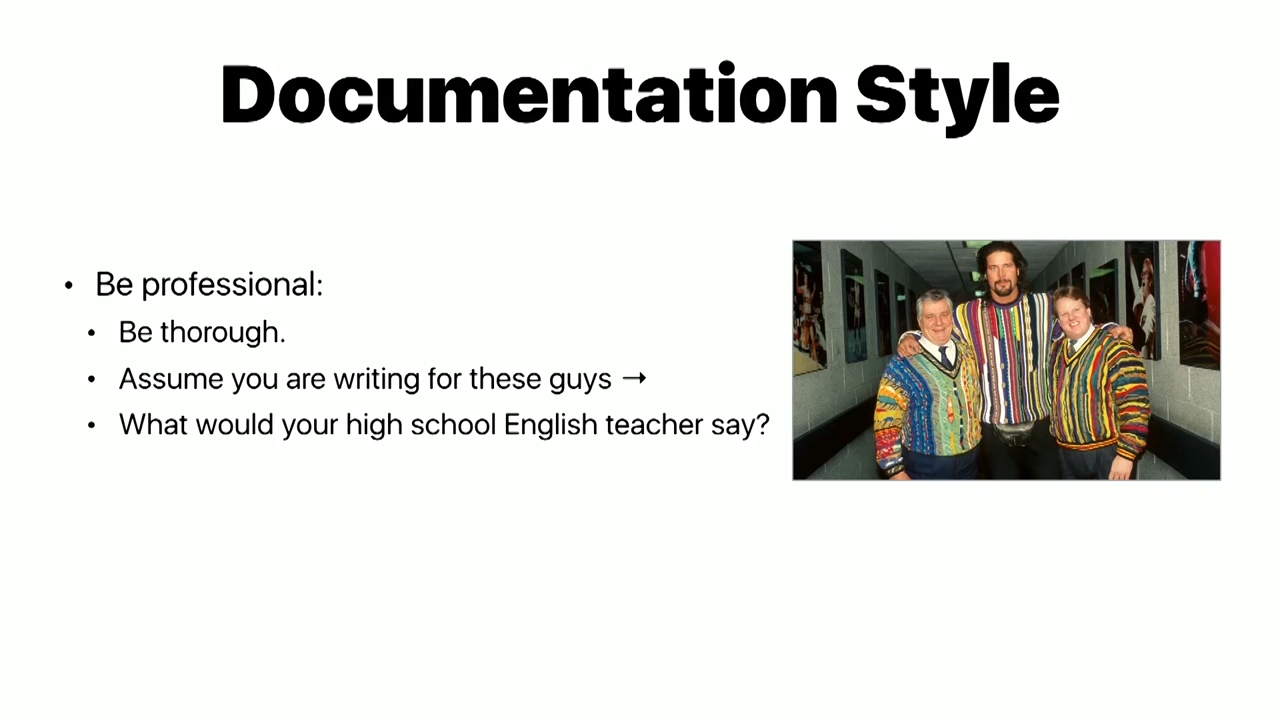 Documentation Style
• Be professional:
• Be thorough.
• Assume you are writing for these guys →
• What would your high school English teacher say?